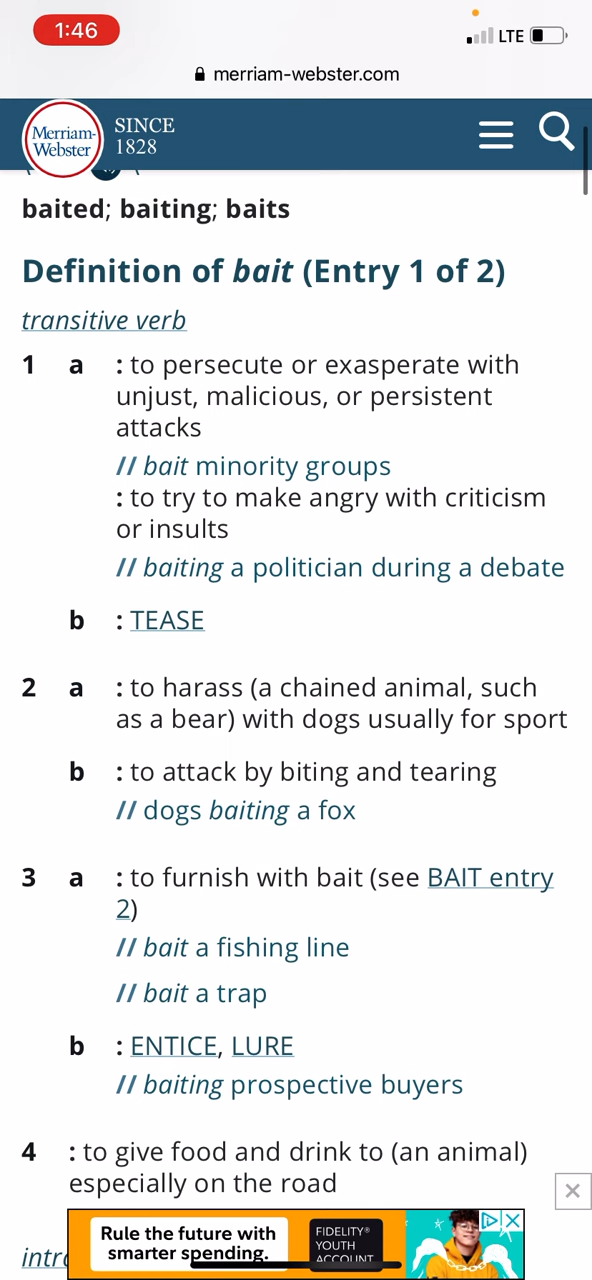 1:46
LTE
merriam-webster.com
Merriam-
Webster
SINCE
1828
baited; baiting; baits
Definition of bait (Entry 1 of 2)
transitive verb
1 a : to persecute or exasperate with
unjust, malicious, or persistent
attacks
// bait minority groups
: to try to make angry with criticism
or insults
// baiting a politician during a debate
b : TEASE
2 a : to harass (a chained animal, such
as a bear) with dogs usually for sport
b : to attack by biting and tearing
// dogs baiting a fox
3 a : to furnish with bait (see BAIT entry
2)
// bait a fishing line
// bait a trap
b : ENTICE, LURE
// baiting prospective buyers
4 : to give food and drink to (an animal)
especially on the road
Rule the future with
smarter spending.
FIDELITY®
YOUTH
ACCOUNT